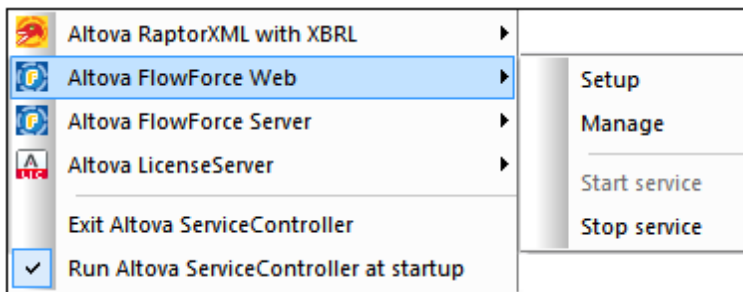 Altova RaptorXML with XBRL
Altova FlowForce Web
Altova FlowForce Server
Altova LicenseServer
Exit Altova ServiceController
Run Altova ServiceController at startup
Setup
Manage
Start service
Stop service